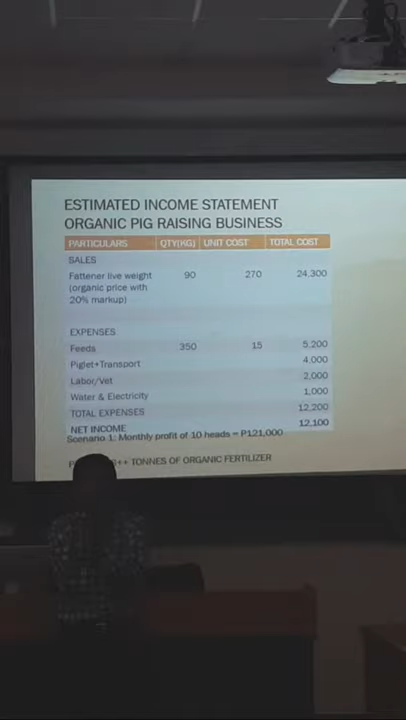 ESTIMATED INCOME STATEMENT
ORGANIC PIG RAISING BUSINESS
PARTICULARS QTY(KG) UNIT COST TOTAL COST
SALES
Fattener live weight 90 270 24,300
(organic price with
20% markup)
EXPENSES
Feeds 350 15 5,200
Piglet+Transport 4,000
Labor/Vet 2,000
Water & Electricity 1,000
TOTAL EXPENSES 12,200
NET INCOME 12,100
Scenario 1: Monthly profit of 10 heads = P121,000
++ TONNES OF ORGANIC FERTILIZER